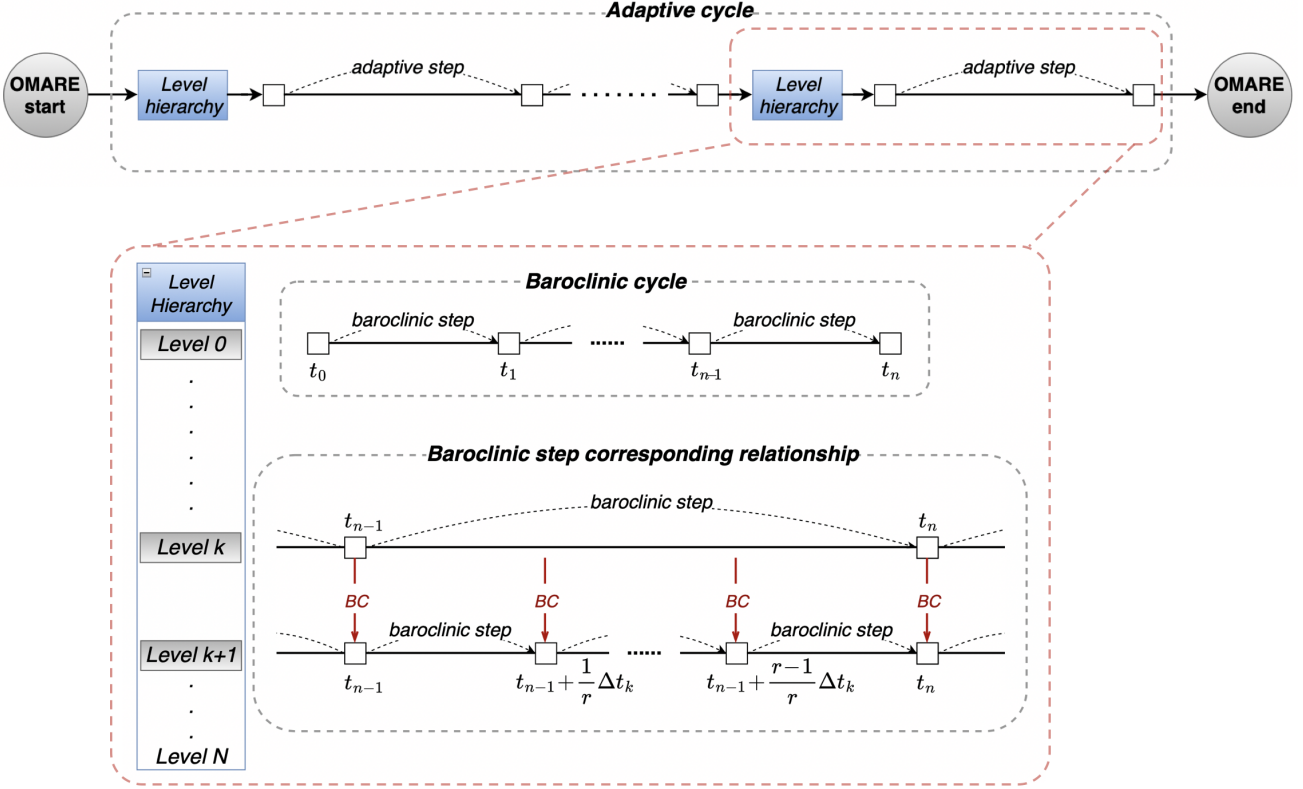 Adaptive cycle
OMARE
start
Level
hierarchy
adaptive step
.......
Level
hierarchy
adaptive step
OMARE
end
Level
Hierarchy
Level 0
Baroclinic cycle
baroclinic step
......
baroclinic step
t₀
t₁
tₙ₋₁
tₙ
Baroclinic step corresponding relationship
Level k
tₙ₋₁
baroclinic step
tₙ
BC
BC
BC
BC
Level k+1
baroclinic step
......
baroclinic step
tₙ₋₁
tₙ₋₁ + 1/r Δtₖ
tₙ₋₁ + r−1/r Δtₖ
tₙ
Level N